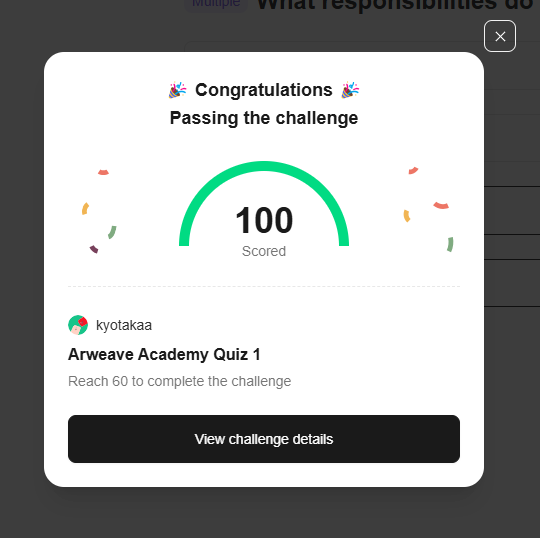 Multiple What responsibilities do
Congratulations
Passing the challenge
100
Scored
kyotakaa
Arweave Academy Quiz 1
Reach 60 to complete the challenge
View challenge details